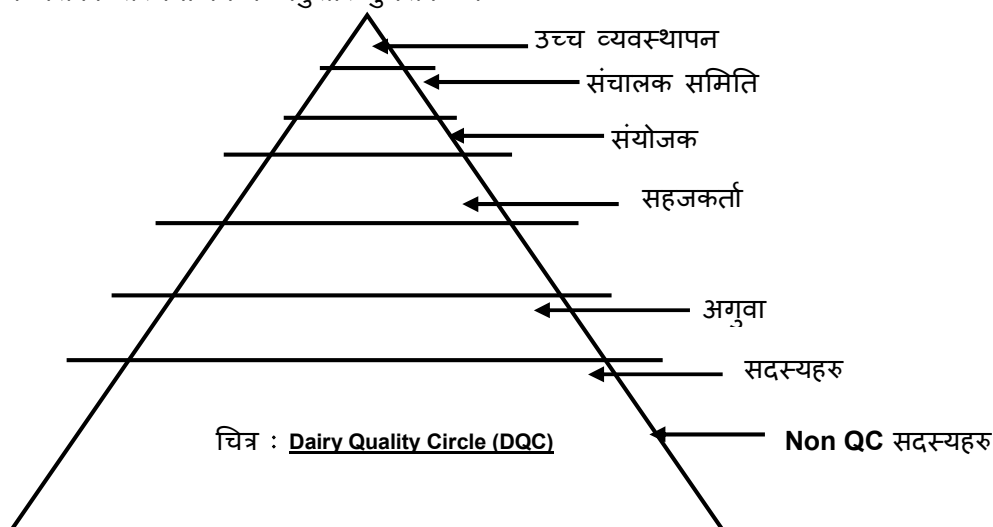 उच्च व्यवस्थापन
संचालक समिति
संयोजक
सहजकर्ता
अगुवा
सदस्यहरु
Non QC सदस्यहरु
चित्र : Dairy Quality Circle (DQC)